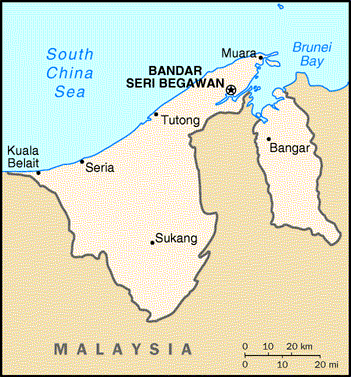 South
China
Sea
Brunei
Bay
Muara
BANDAR
SERI BEGAWAN
Tutong
Bangar
Kuala
Belait
Seria
Sukang
MALAYSIA
0 10 20 km
0 10 20 mi